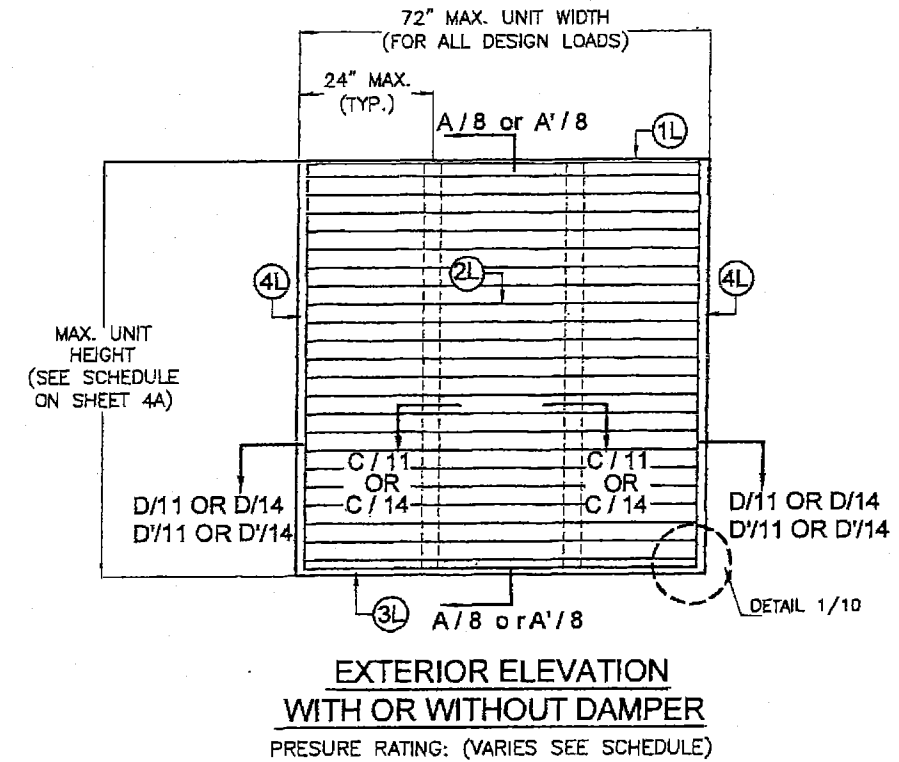 72" MAX. UNIT WIDTH
(FOR ALL DESIGN LOADS)
24" MAX.
(TYP.)
A / 8 or A' / 8
1L
4L
2L
4L
MAX. UNIT
HEIGHT
(SEE SCHEDULE
ON SHEET 4A)
C / 11
OR
C / 14
C / 11
OR
C / 14
D/11 OR D/14
D'/11 OR D'/14
D/11 OR D/14
D'/11 OR D'/14
DETAIL 1/10
3L
A / 8 o rA' / 8
EXTERIOR ELEVATION
WITH OR WITHOUT DAMPER
PRESURE RATING: (VARIES SEE SCHEDULE)